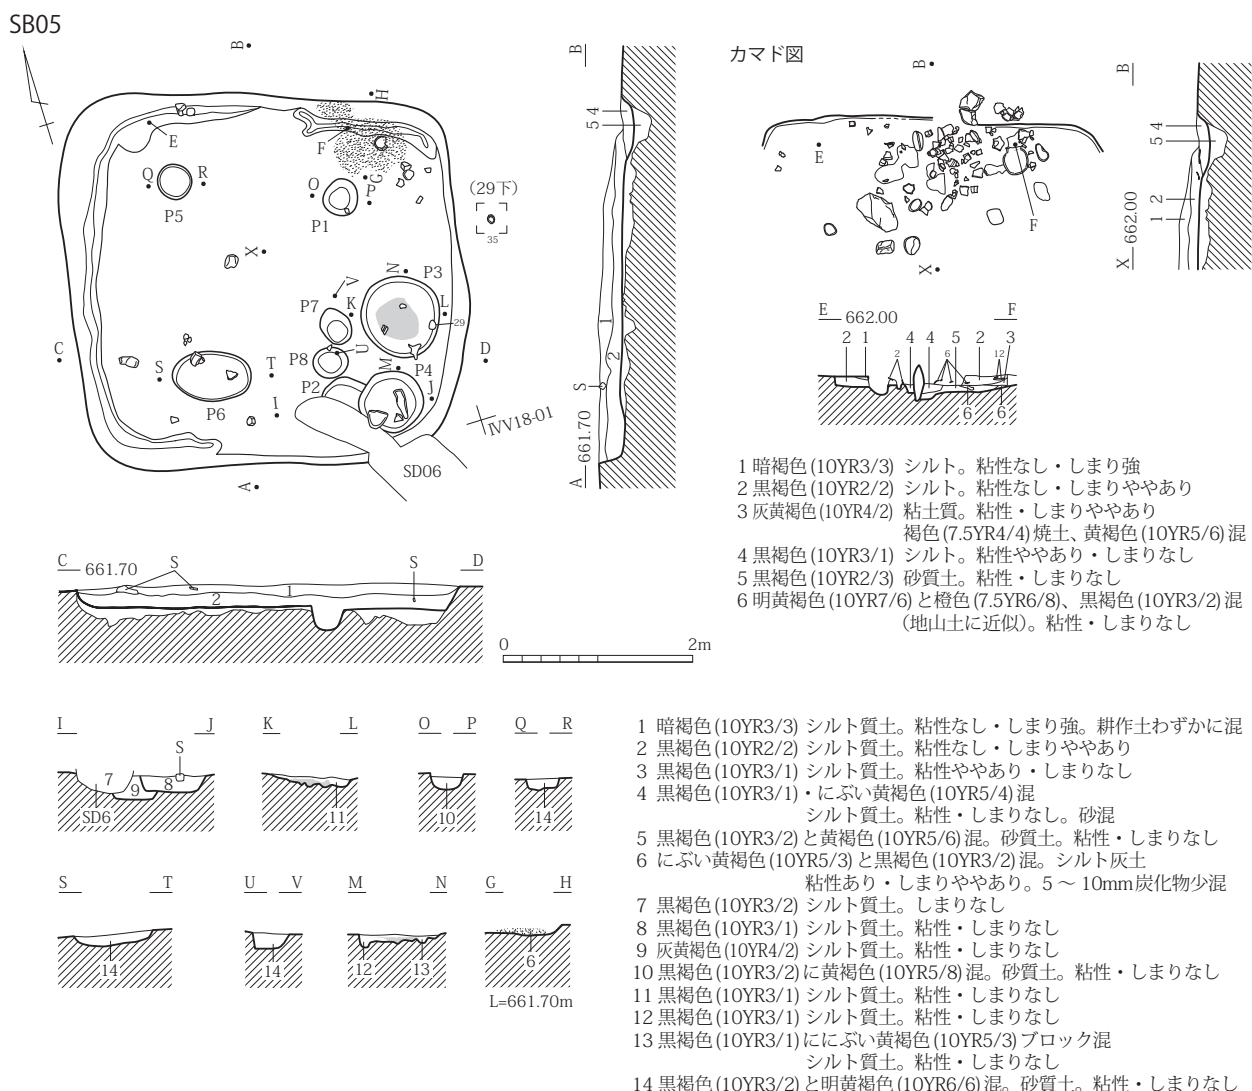 SB05
B
H
E
F
G
Q
R
P5
O
P
P1
(29下)
35
X
N
P3
V
K
L
P7
29
C
U
M
D
P8
P4
S
T
P2
J
P6
I
ⅣV18-01
SD06
A
B
5 4
1
2
S
A 661.70
カマド図
B
E
F
X
B
5 4
1 2
X 662.00
E 662.00 F
2 1 2 4 4 6 5 2 12 3
6 6
1 暗褐色(10YR3/3) シルト。粘性なし・しまり強
2 黒褐色(10YR2/2) シルト。粘性なし・しまりややあり
3 灰黄褐色(10YR4/2) 粘土質。粘性・しまりややあり
褐色(7.5YR4/4)焼土、黄褐色(10YR5/6)混
4 黒褐色(10YR3/1) シルト。粘性ややあり・しまりなし
5 黒褐色(10YR2/3) 砂質土。粘性・しまりなし
6 明黄褐色(10YR7/6)と橙色(7.5YR6/8)、黒褐色(10YR3/2)混
(地山土に近似)。粘性・しまりなし
C 661.70 S S D
1
2
0 2m
I J
S
7
9 8
SD6
K L
11
O P
10
Q R
14
S T
14
U V
14
M N
12 13
G H
6
L=661.70m
1 暗褐色(10YR3/3) シルト質土。粘性なし・しまり強。耕作土わずかに混
2 黒褐色(10YR2/2) シルト質土。粘性なし・しまりややあり
3 黒褐色(10YR3/1) シルト質土。粘性ややあり・しまりなし
4 黒褐色(10YR3/1)・にぶい黄褐色(10YR5/4)混
シルト質土。粘性・しまりなし。砂混
5 黒褐色(10YR3/2)と黄褐色(10YR5/6)混。砂質土。粘性・しまりなし
6 にぶい黄褐色(10YR5/3)と黒褐色(10YR3/2)混。シルト灰土
粘性あり・しまりややあり。5～10mm炭化物少混
7 黒褐色(10YR3/2) シルト質土。しまりなし
8 黒褐色(10YR3/1) シルト質土。粘性・しまりなし
9 灰黄褐色(10YR4/2) シルト質土。粘性・しまりなし
10 黒褐色(10YR3/2)に黄褐色(10YR5/8)混。砂質土。粘性・しまりなし
11 黒褐色(10YR3/1) シルト質土。粘性・しまりなし
12 黒褐色(10YR3/1) シルト質土。粘性・しまりなし
13 黒褐色(10YR3/1)ににぶい黄褐色(10YR5/3)ブロック混
シルト質土。粘性・しまりなし
14 黒褐色(10YR3/2)と明黄褐色(10YR6/6)混。砂質土。粘性・しまりなし